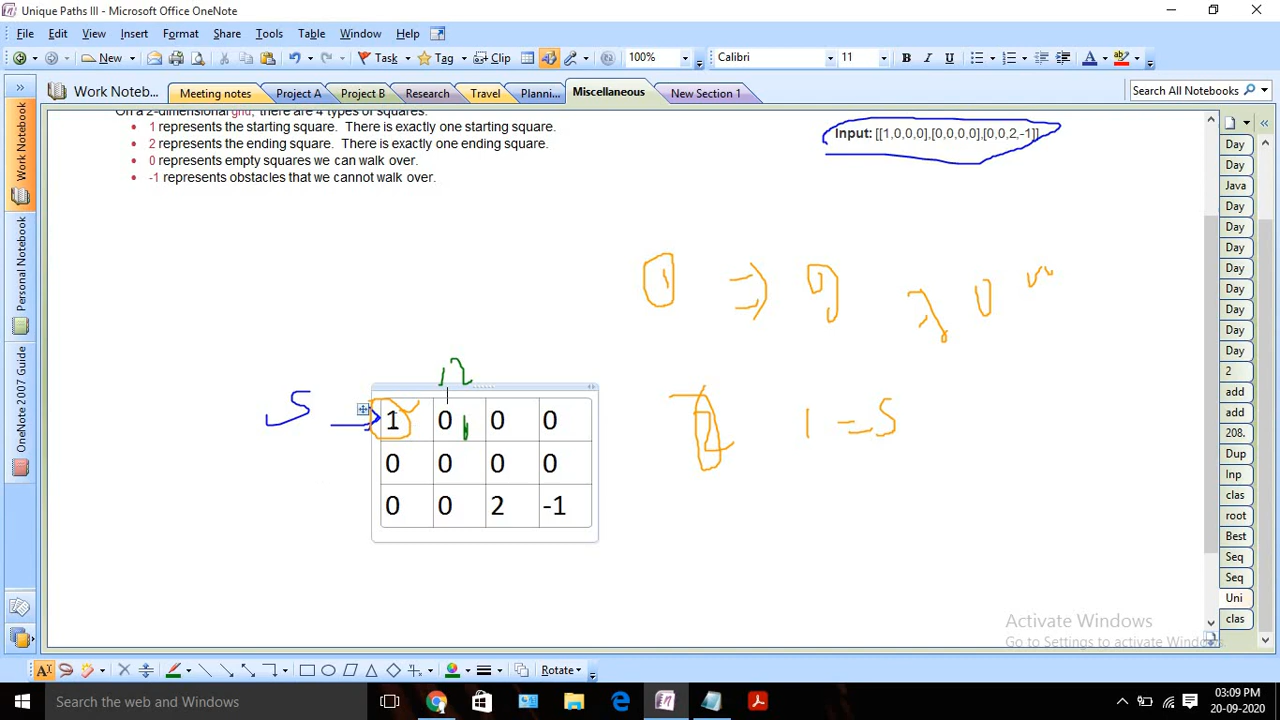 Unique Paths III - Microsoft Office OneNote
File Edit View Insert Format Share Tools Table Window Help
New Task Tag Clip 100% Calibri 11 B I U
Work Noteb... Meeting notes Project A Project B Research Travel Planni... Miscellaneous New Section 1 Search All Notebooks
On a 2-dimensional grid, there are 4 types of squares:
• 1 represents the starting square. There is exactly one starting square.
• 2 represents the ending square. There is exactly one ending square.
• 0 represents empty squares we can walk over.
• -1 represents obstacles that we cannot walk over.
Input: [[1,0,0,0],[0,0,0,0],[0,0,2,-1]]
S
1 0 0 0
0 0 0 0
0 0 2 -1
1 = S
Work Notebook
Personal Notebook
OneNote 2007 Guide
Day
Day
Java
Day
Day
Day
Day
Day
Day
Day
Day
2
add
add
208.
Dup
Inp
clas
root
Best
Seq
Seq
Uni
clas
Activate Windows
Go to Settings to activate Windows.
Rotate
Search the web and Windows
03:09 PM
20-09-2020